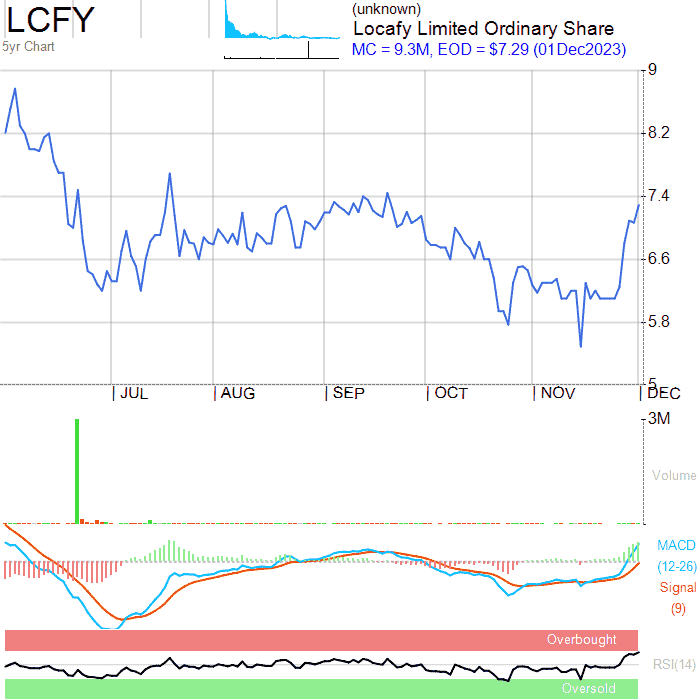 LCFY
5yr Chart
(unknown)
Locafy Limited Ordinary Share
MC = 9.3M, EOD = $7.29 (01Dec2023)
9
8.2
7.4
6.6
5.8
5
JUL AUG SEP OCT NOV DEC
3M
Volume
MACD
(12-26)
Signal
(9)
Overbought
RSI(14)
Oversold